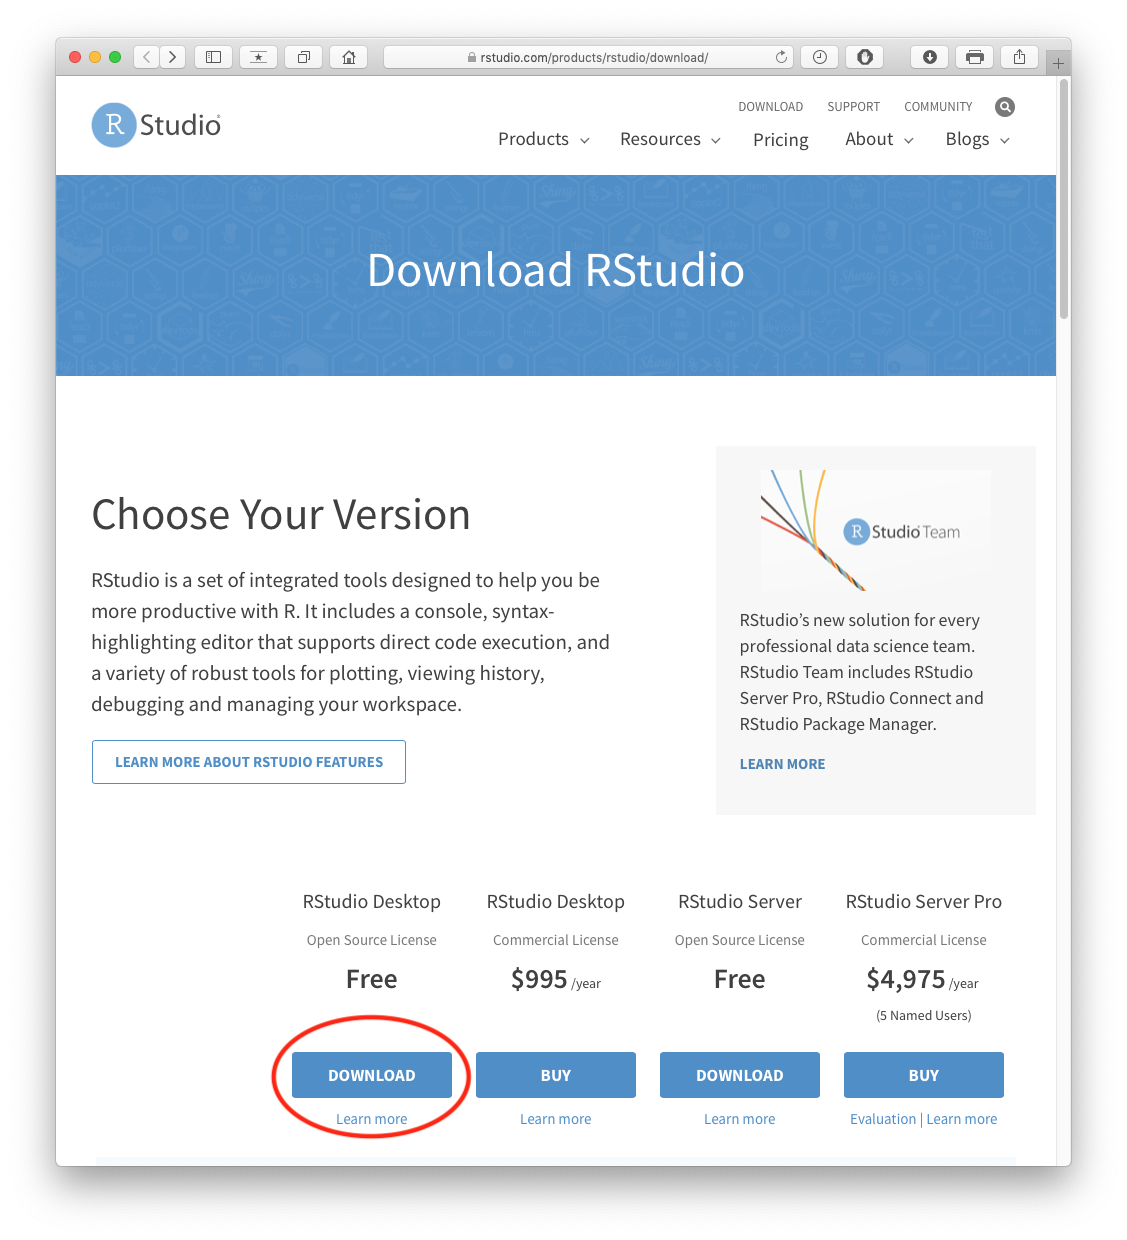 rstudio.com/products/rstudio/download/
DOWNLOAD SUPPORT COMMUNITY
R Studio
Products Resources Pricing About Blogs
Download RStudio
Choose Your Version
RStudio is a set of integrated tools designed to help you be
more productive with R. It includes a console, syntax-
highlighting editor that supports direct code execution, and
a variety of robust tools for plotting, viewing history,
debugging and managing your workspace.
LEARN MORE ABOUT RSTUDIO FEATURES
R Studio Team
RStudio’s new solution for every
professional data science team.
RStudio Team includes RStudio
Server Pro, RStudio Connect and
RStudio Package Manager.
LEARN MORE
RStudio Desktop RStudio Desktop RStudio Server RStudio Server Pro
Open Source License Commercial License Open Source License Commercial License
Free $995 /year Free $4,975 /year
(5 Named Users)
DOWNLOAD BUY DOWNLOAD BUY
Learn more Learn more Learn more Evaluation | Learn more